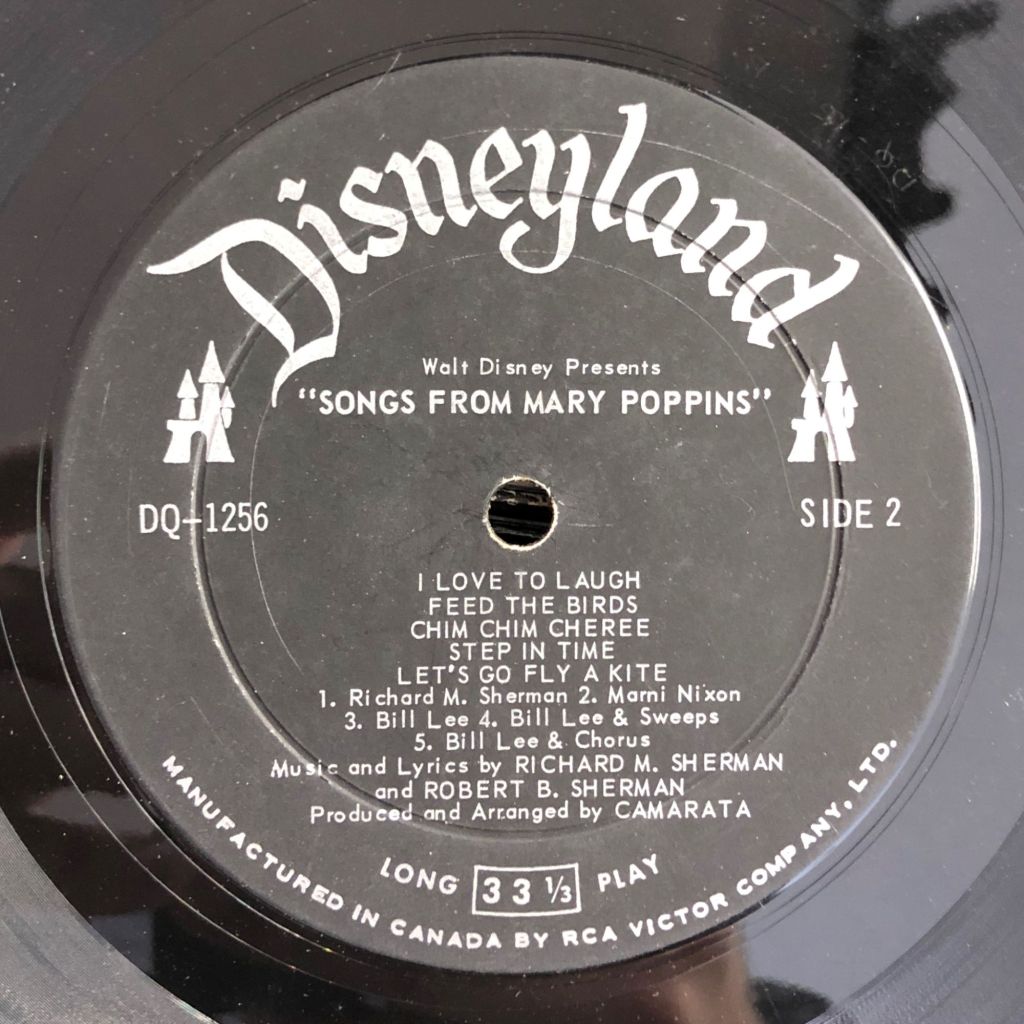 Disneyland
Walt Disney Presents
"SONGS FROM MARY POPPINS"
DQ-1256
SIDE 2
I LOVE TO LAUGH
FEED THE BIRDS
CHIM CHIM CHEREE
STEP IN TIME
LET'S GO FLY A KITE
1. Richard M. Sherman 2. Marni Nixon
3. Bill Lee 4. Bill Lee & Sweeps
5. Bill Lee & Chorus
Music and Lyrics by RICHARD M. SHERMAN
and ROBERT B. SHERMAN
Produced and Arranged by CAMARATA
LONG 33 ⅓ PLAY
MANUFACTURED IN CANADA BY RCA VICTOR COMPANY, LTD.